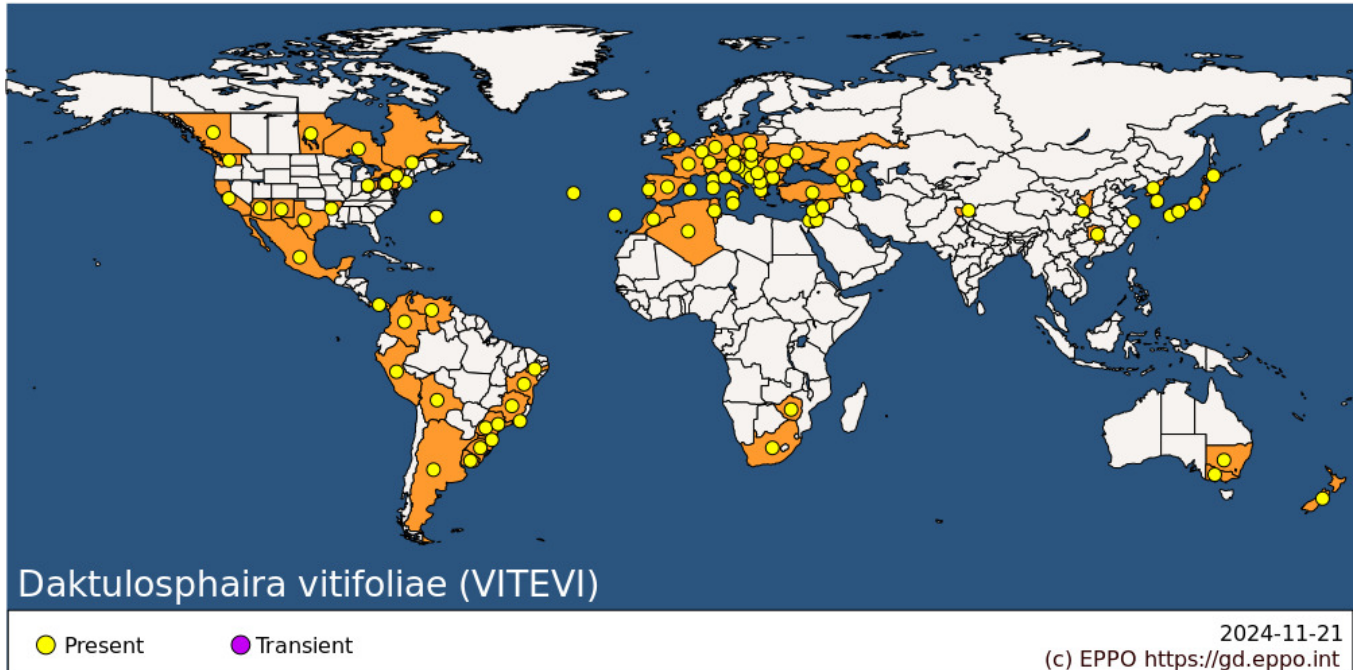 Daktulosphaira vitifoliae (VITEVI)
Present
Transient
2024-11-21
(c) EPPO https://gd.eppo.int